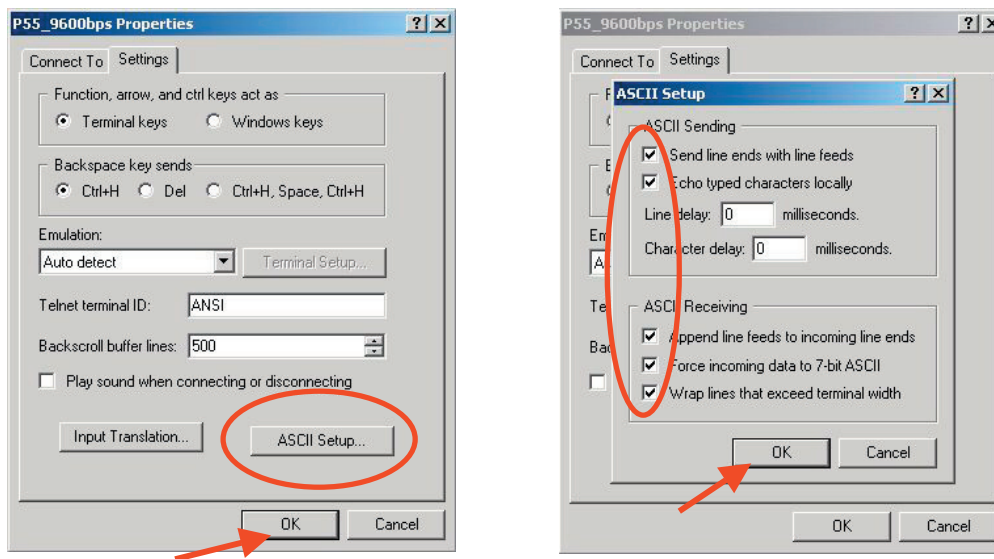 P55_9600bps Properties
Connect To Settings
Function, arrow, and ctrl keys act as
Terminal keys Windows keys
Backspace key sends
Ctrl+H Del Ctrl+H, Space, Ctrl+H
Emulation:
Auto detect Terminal Setup...
Telnet terminal ID: ANSI
Backscroll buffer lines: 500
Play sound when connecting or disconnecting
Input Translation... ASCII Setup...
OK Cancel
P55_9600bps Properties
Connect To Settings
ASCII Setup
ASCII Sending
Send line ends with line feeds
Echo typed characters locally
Line delay: 0 milliseconds.
Character delay: 0 milliseconds.
ASCII Receiving
Append line feeds to incoming line ends
Force incoming data to 7-bit ASCII
Wrap lines that exceed terminal width
OK Cancel
OK Cancel